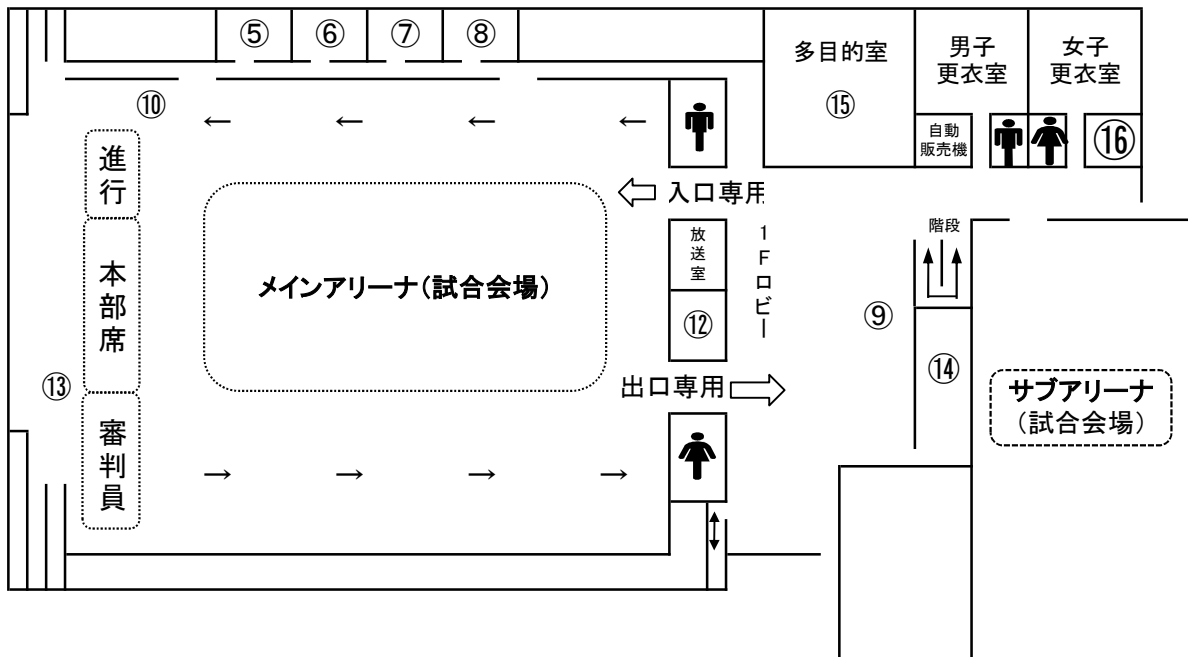 ⑤ ⑥ ⑦ ⑧
多目的室
⑮
男子
更衣室
女子
更衣室
自動
販売機
⑯
⑩
← ← ← ←
進行
⇦ 入口専用
放送室
1Fロビー
階段
本部席
メインアリーナ(試合会場)
⑫
⑨
⑬
出口専用 ⇨
⑭
サブアリーナ
(試合会場)
審判員
→ → → →